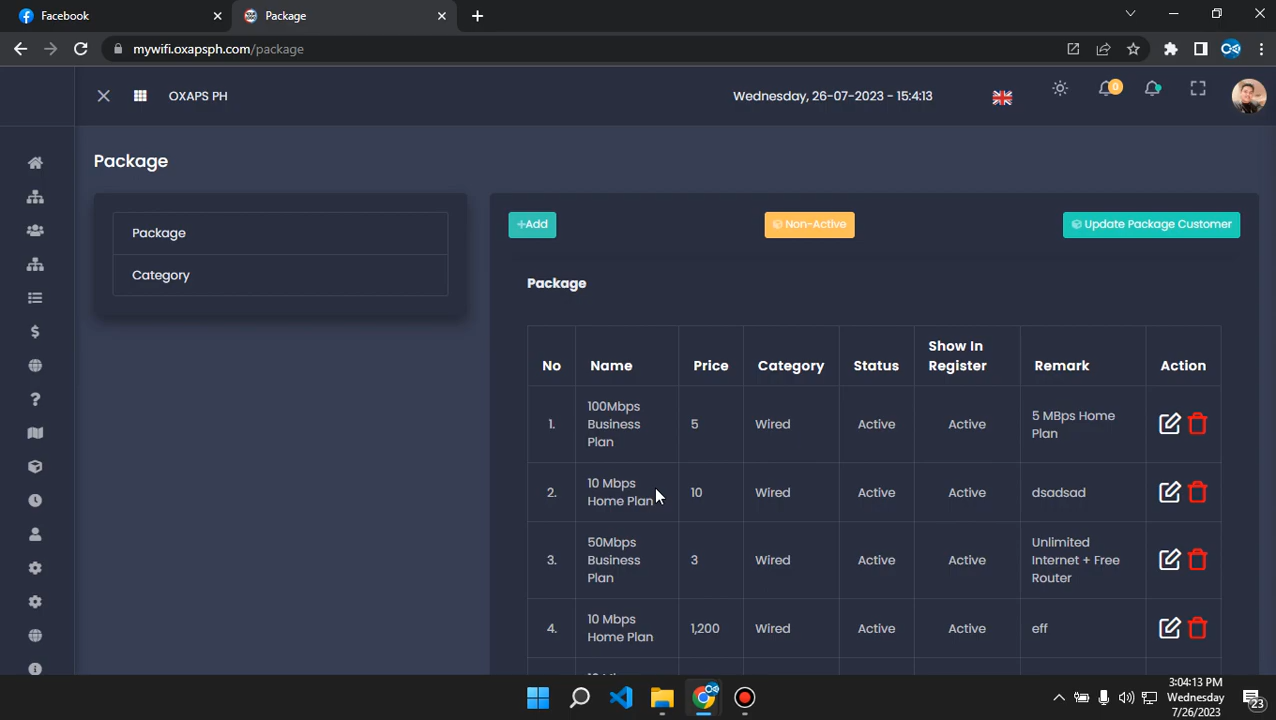 Facebook
Package
mywifi.oxapsph.com/package
OXAPS PH
Wednesday, 26-07-2023 - 15:4:13
0
Package
Package
Category
+Add
Non-Active
Update Package Customer
Package
No Name Price Category Status Show In Register Remark Action
1. 100Mbps Business Plan 5 Wired Active Active 5 MBps Home Plan
2. 10 Mbps Home Plan 10 Wired Active Active dsadsad
3. 50Mbps Business Plan 3 Wired Active Active Unlimited Internet + Free Router
4. 10 Mbps Home Plan 1,200 Wired Active Active eff
3:04:13 PM
Wednesday
7/26/2023
23